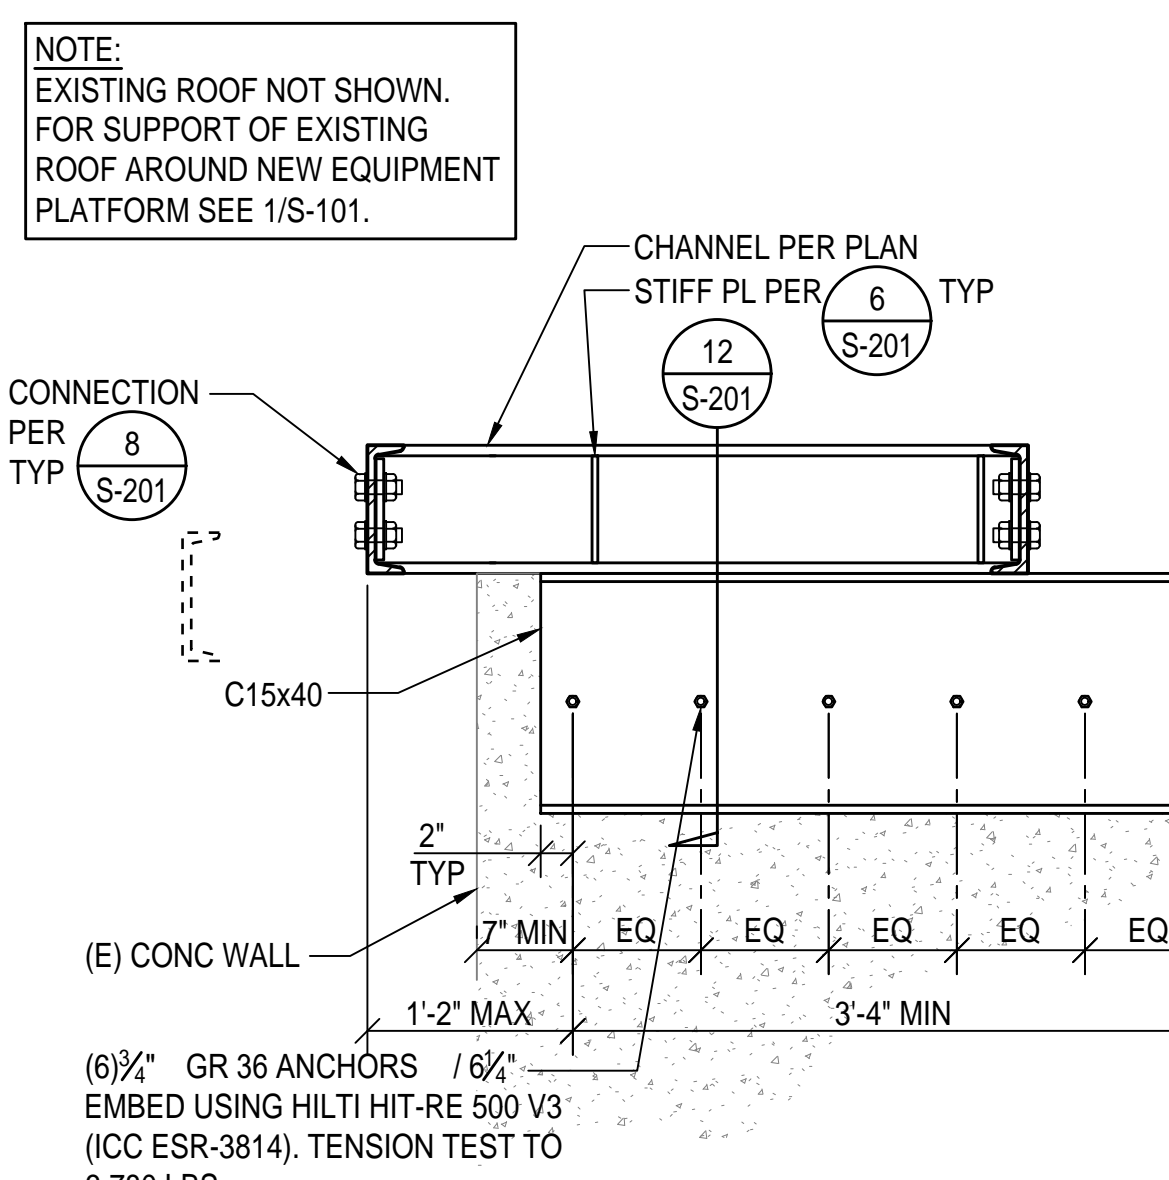 NOTE:
EXISTING ROOF NOT SHOWN.
FOR SUPPORT OF EXISTING
ROOF AROUND NEW EQUIPMENT
PLATFORM SEE 1/S-101.
CHANNEL PER PLAN
STIFF PL PER 6 TYP
S-201
12
S-201
CONNECTION
PER 8
TYP S-201
C15x40
2"
TYP
7" MIN EQ EQ EQ EQ EQ
(E) CONC WALL
1'-2" MAX 3'-4" MIN
(6)3/4" GR 36 ANCHORS / 6 1/4"
EMBED USING HILTI HIT-RE 500 V3
(ICC ESR-3814). TENSION TEST TO